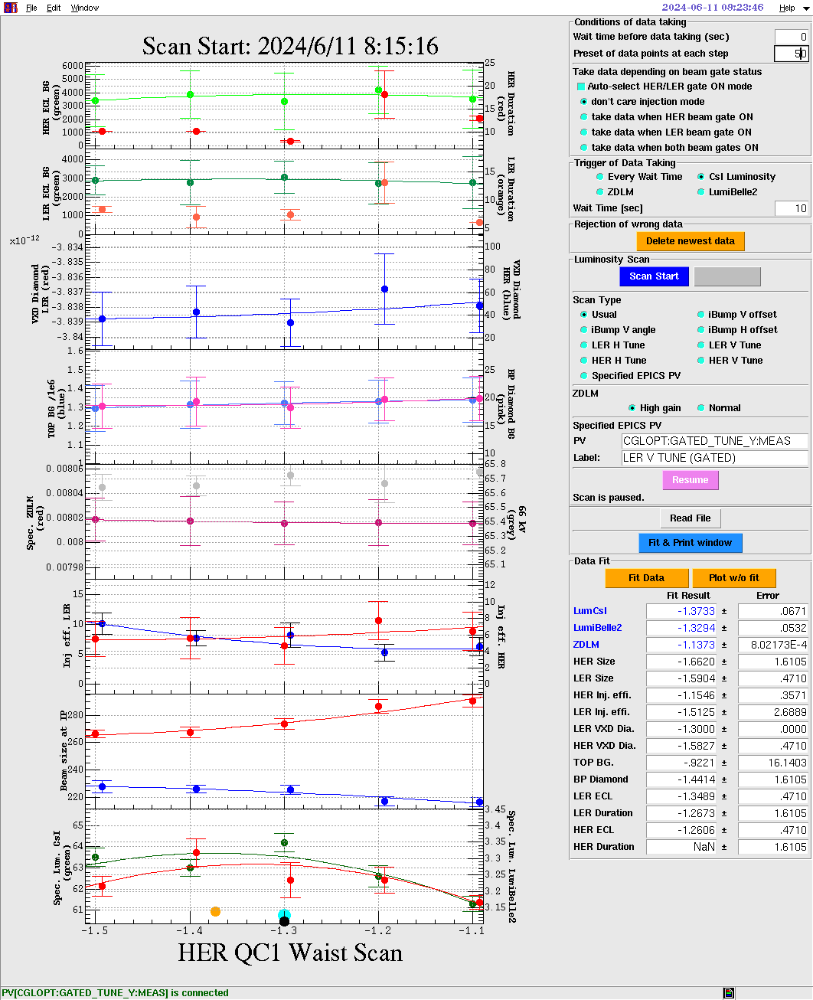 File Edit Window
2024-06-11 09:23:46 Help
Scan Start: 2024/6/11 8:15:16
HER ECL BG
(green)
6000
5000
4000
3000
2000
1000
0
25
20
15
10
HER Duration
(red)
LER ECL BG
(green)
4000
3000
2000
1000
0
15
10
5
LER Duration
(orange)
x10⁻¹²
VXD Diamond
LER (red)
-3.834
-3.835
-3.836
-3.837
-3.838
-3.839
-3.84
100
80
60
40
20
VXD Diamond
HER (blue)
TOP BG /1e6
(blue)
1.6
1.5
1.4
1.3
1.2
1.1
1
25
20
15
10
BP Diamond BG
(pink)
Spec. ZDLM
(red)
0.00806
0.00804
0.00802
0.008
0.00798
65.8
65.7
65.6
65.5
65.4
65.3
65.2
65.1
66 kV
(grey)
Inj eff. LER
15
10
5
0
12
10
8
6
4
2
0
Inj eff. HER
Beam size at IP
280
260
240
220
Spec. Lum. CsI
(green)
65
64
63
62
61
3.45
3.4
3.35
3.3
3.25
3.2
3.15
Spec. Lum. LumiBelle2
-1.5 -1.4 -1.3 -1.2 -1.1
HER QC1 Waist Scan
Conditions of data taking
Wait time before data taking (sec) 0
Preset of data points at each step 50
Take data depending on beam gate status
Auto-select HER/LER gate ON mode
don't care injection mode
take data when HER beam gate ON
take data when LER beam gate ON
take data when both beam gates ON
Trigger of Data Taking
Every Wait Time CsI Luminosity
ZDLM LumiBelle2
Wait Time [sec] 10
Rejection of wrong data
Delete newest data
Luminosity Scan
Scan Start
Scan Type
Usual iBump V offset
iBump V angle iBump H offset
LER H Tune LER V Tune
HER H Tune HER V Tune
Specified EPICS PV
ZDLM
High gain Normal
Specified EPICS PV
PV CGLOPT:GATED_TUNE_Y:MEAS
Label: LER V TUNE (GATED)
Resume
Scan is paused.
Read File
Fit & Print window
Data Fit
Fit Data Plot w/o fit
Fit Result Error
LumCsI -1.3733 ± .0671
LumiBelle2 -1.3294 ± .0532
ZDLM -1.1373 ± 8.02173E-4
HER Size -1.6620 ± 1.6105
LER Size -1.5904 ± .4710
HER Inj. effi. -1.1546 ± .3571
LER Inj. effi. -1.5125 ± 2.6889
LER VXD Dia. -1.3000 ± .0000
HER VXD Dia. -1.5827 ± .4710
TOP BG. -.9221 ± 16.1403
BP Diamond -1.4414 ± 1.6105
LER ECL -1.3489 ± .4710
LER Duration -1.2673 ± 1.6105
HER ECL -1.2606 ± .4710
HER Duration NaN ± 1.6105
PV[CGLOPT:GATED_TUNE_Y:MEAS] is connected